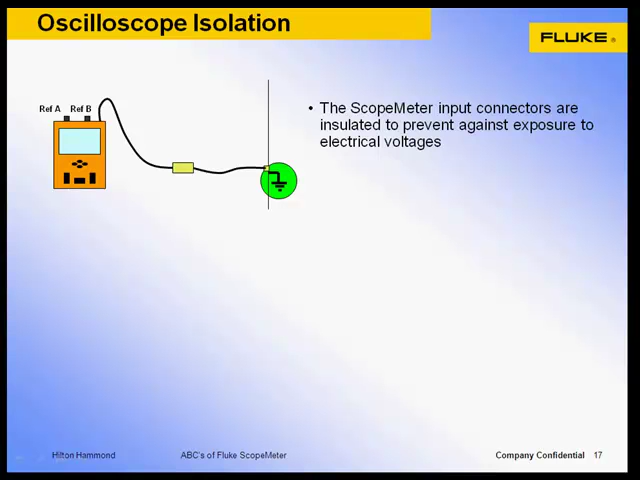 Oscilloscope Isolation
FLUKE®
Ref A Ref B
• The ScopeMeter input connectors are
insulated to prevent against exposure to
electrical voltages
Hilton Hammond ABC's of Fluke ScopeMeter Company Confidential 17